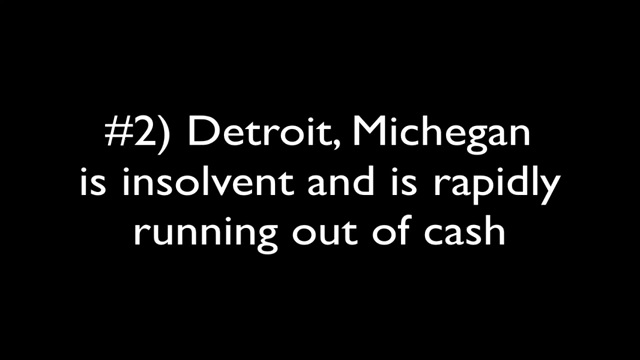 #2) Detroit, Michegan
is insolvent and is rapidly
running out of cash